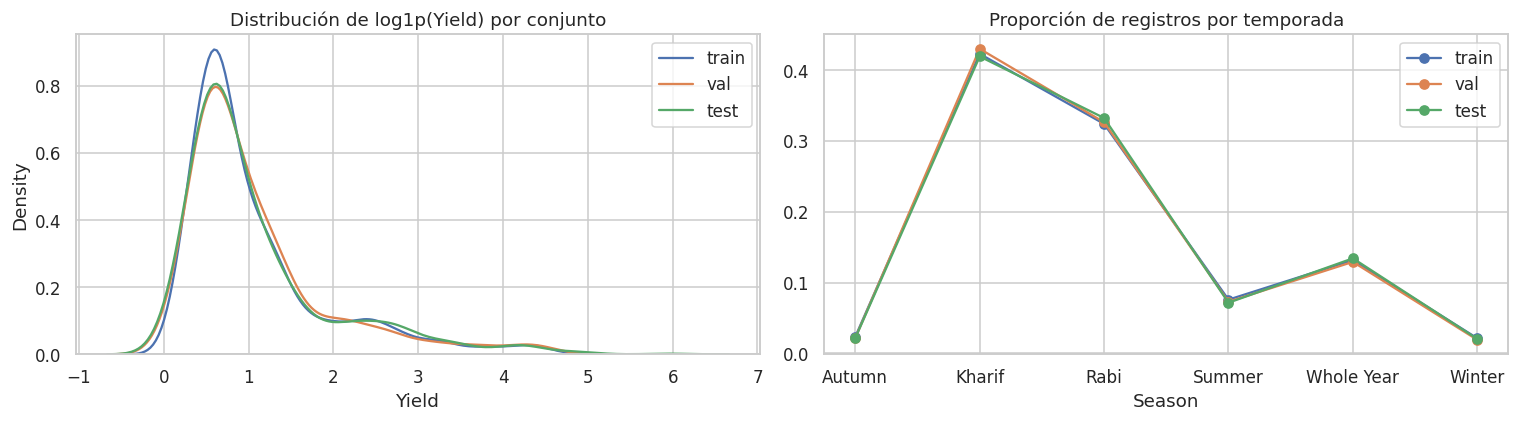 Distribución de log1p(Yield) por conjunto
train
val
test
Density
0.8
0.6
0.4
0.2
0.0
−1 0 1 2 3 4 5 6 7
Yield
Proporción de registros por temporada
train
val
test
0.4
0.3
0.2
0.1
0.0
Autumn Kharif Rabi Summer Whole Year Winter
Season